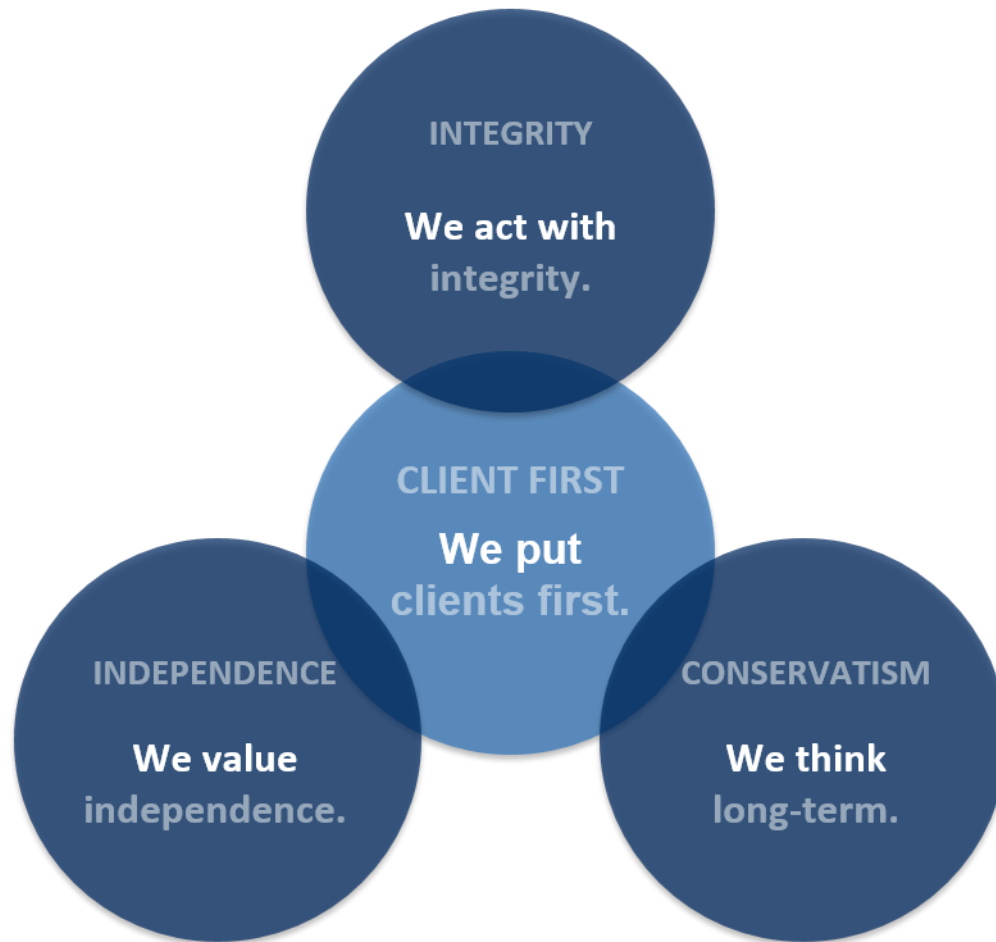 INTEGRITY
We act with
integrity.
CLIENT FIRST
We put
clients first.
INDEPENDENCE
We value
independence.
CONSERVATISM
We think
long-term.